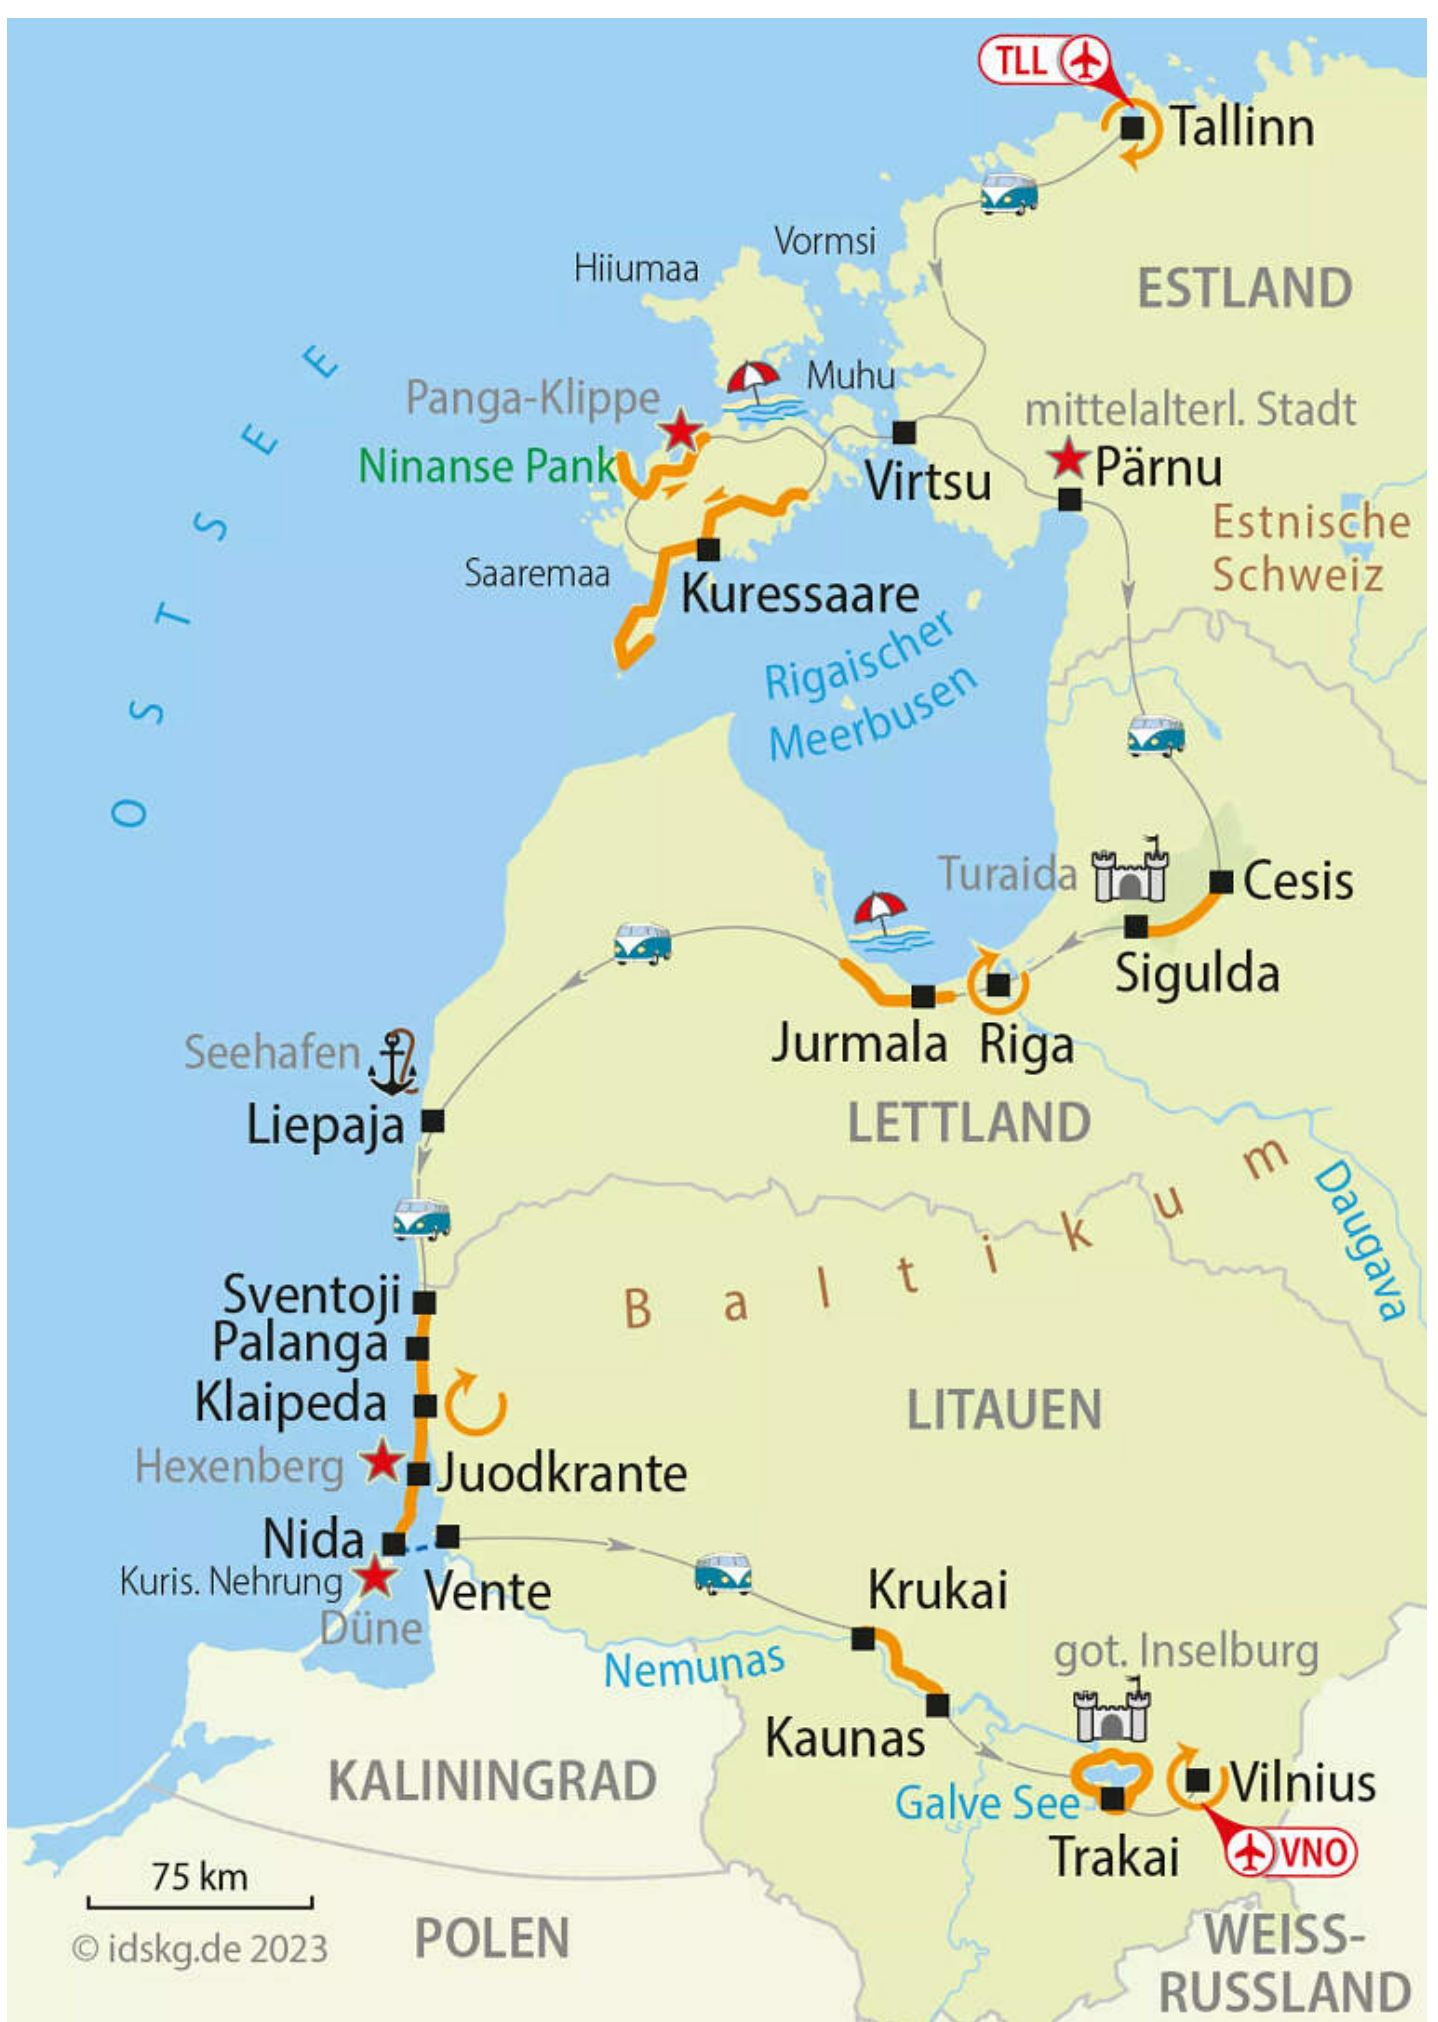 TLL
Tallinn
Vormsi
Hiiumaa
ESTLAND
Muhu
Panga-Klippe
mittelalterl. Stadt
Ninanse Pank
Virtsu
Pärnu
Estnische
Schweiz
Saaremaa
Kuressaare
Rigaischer
Meerbusen
OSTSEE
Turaida
Cesis
Sigulda
Jurmala
Riga
Seehafen
Liepaja
LETTLAND
Baltikum
Daugava
Sventoji
Palanga
Klaipeda
LITAUEN
Hexenberg
Juodkrante
Nida
Kuris. Nehrung
Vente
Düne
Krukai
Nemunas
got. Inselburg
Kaunas
KALININGRAD
Galve See
Vilnius
Trakai
VNO
75 km
POLEN
© idskg.de 2023
WEISS-
RUSSLAND